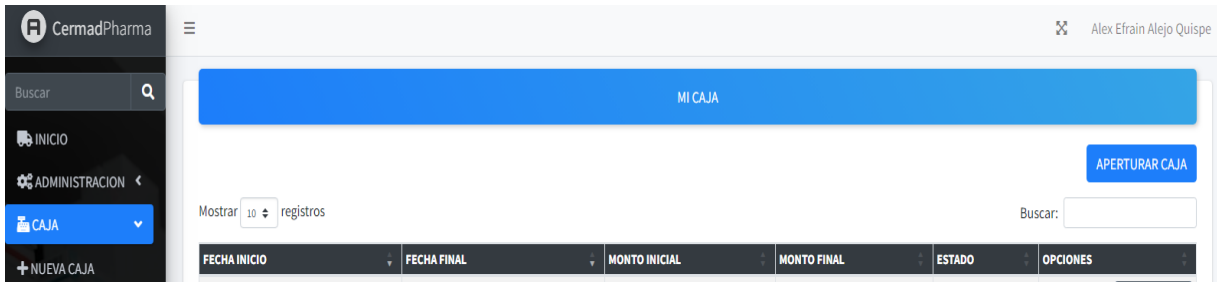 CermadPharma
Alex Efrain Alejo Quispe
Buscar
MI CAJA
INICIO
APERTURAR CAJA
ADMINISTRACION
Mostrar 10 registros
Buscar:
CAJA
FECHA INICIO FECHA FINAL MONTO INICIAL MONTO FINAL ESTADO OPCIONES
NUEVA CAJA